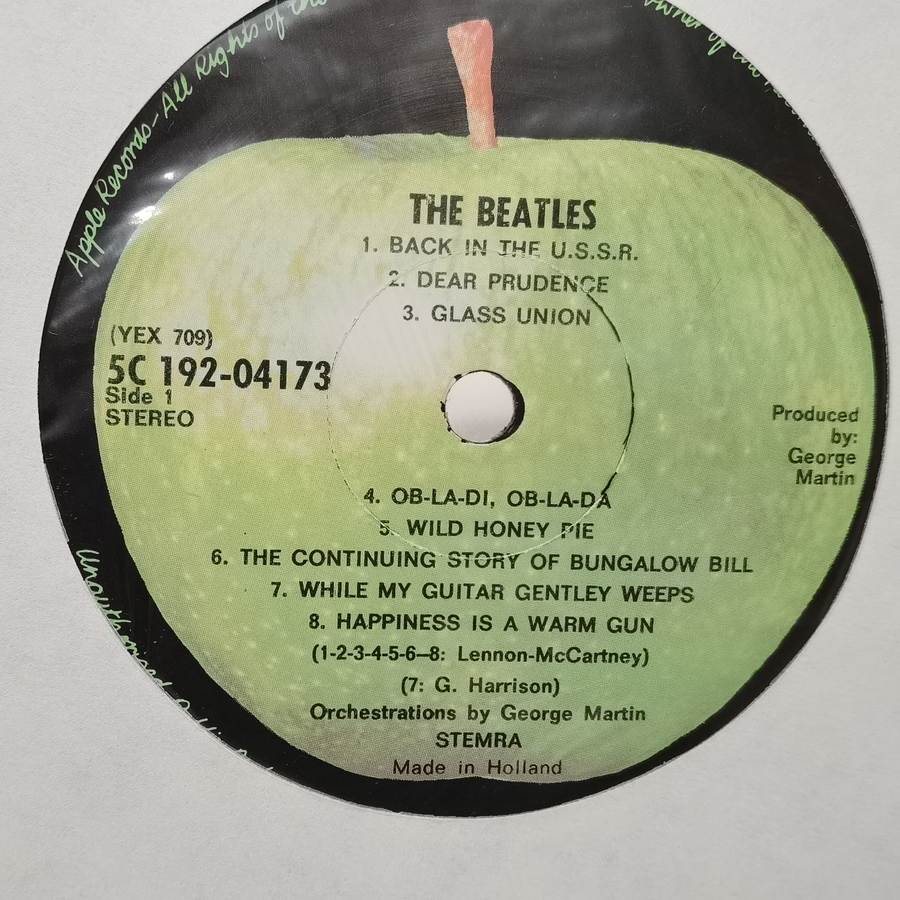 Apple Records - All Rights of the
owner of the
THE BEATLES
1. BACK IN THE U.S.S.R.
2. DEAR PRUDENCE
3. GLASS UNION
(YEX 709)
5C 192-04173
Side 1
STEREO
Produced
by:
George
Martin
4. OB-LA-DI, OB-LA-DA
5. WILD HONEY PIE
6. THE CONTINUING STORY OF BUNGALOW BILL
7. WHILE MY GUITAR GENTLEY WEEPS
8. HAPPINESS IS A WARM GUN
(1-2-3-4-5-6–8: Lennon-McCartney)
(7: G. Harrison)
Orchestrations by George Martin
STEMRA
Made in Holland